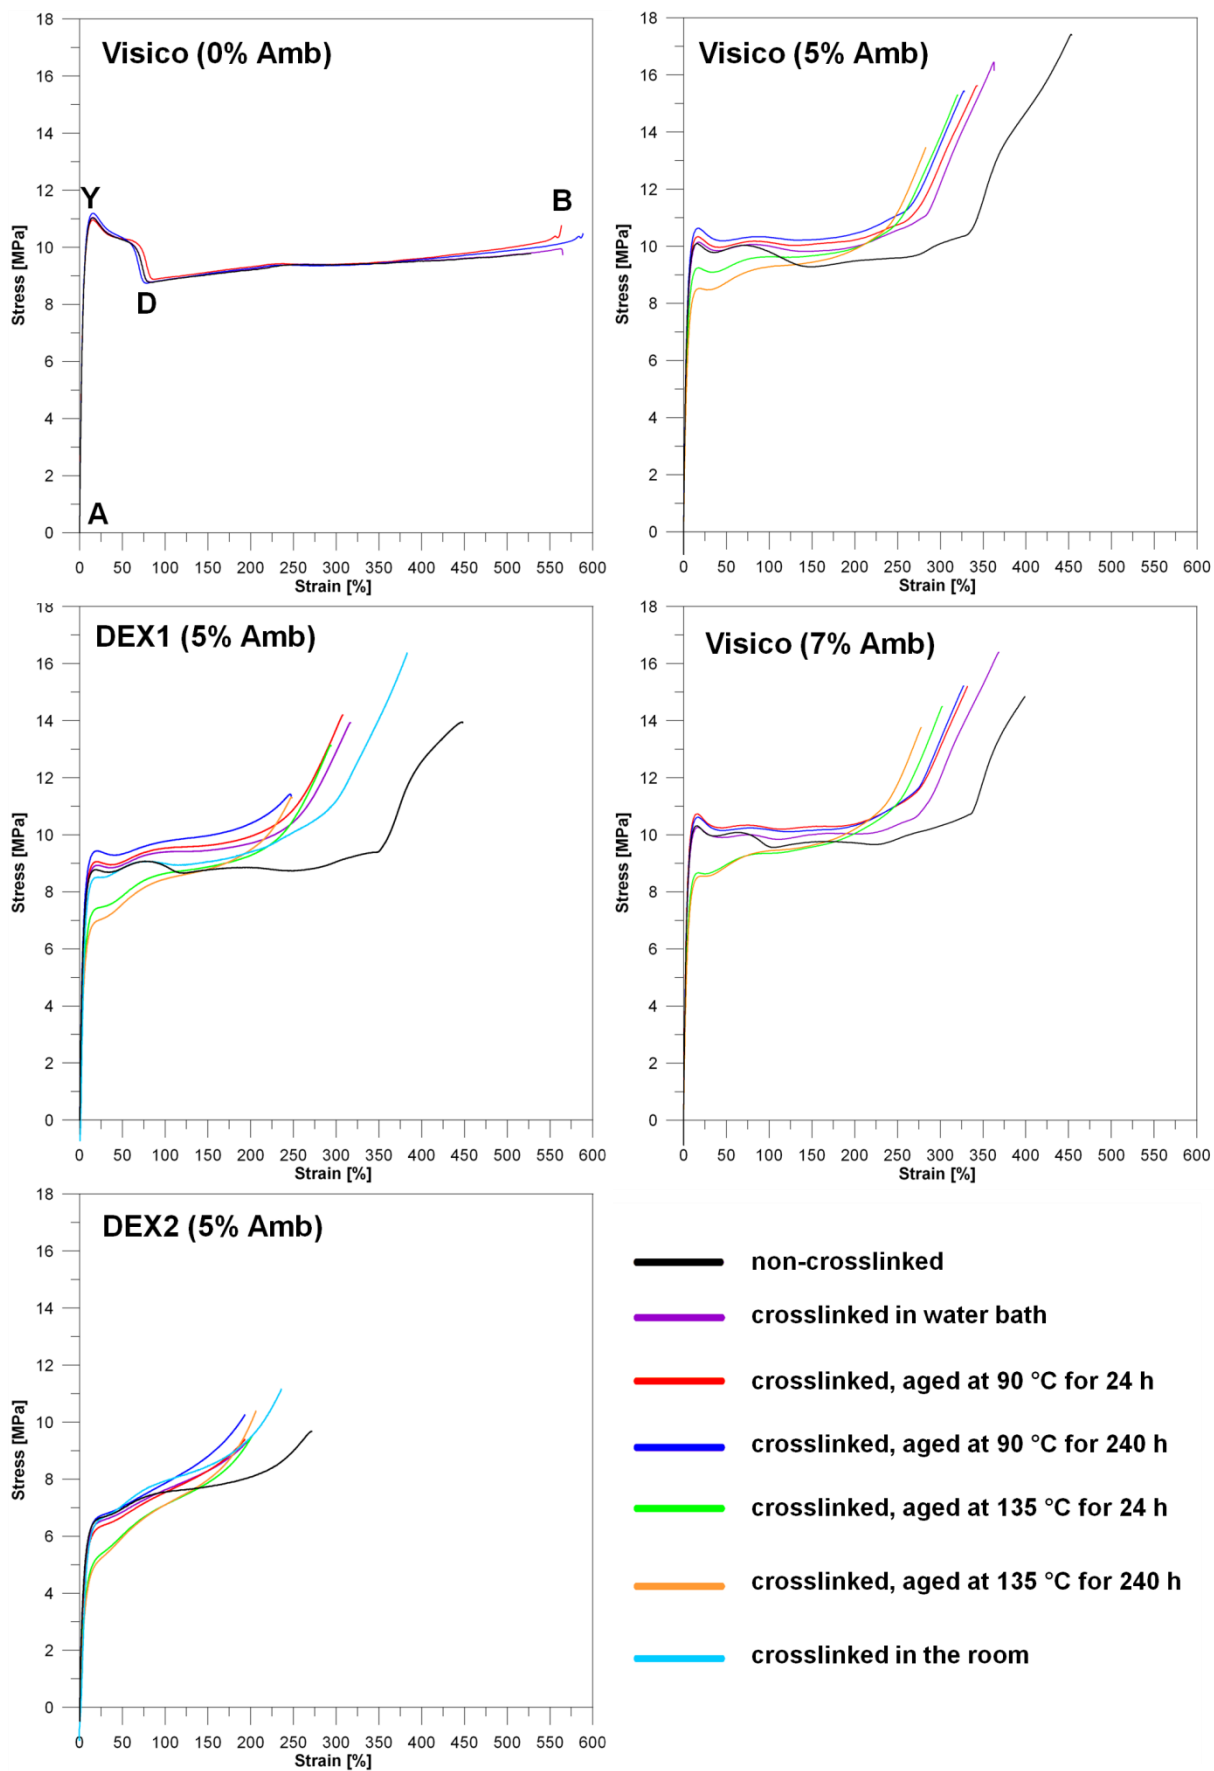 Visico (0% Amb)
18
16
14
12
10
8
6
4
2
0
Stress [MPa]
Y
B
D
A
0 50 100 150 200 250 300 350 400 450 500 550 600
Strain [%]
Visico (5% Amb)
18
16
14
12
10
8
6
4
2
0
Stress [MPa]
0 50 100 150 200 250 300 350 400 450 500 550 600
Strain [%]
DEX1 (5% Amb)
18
16
14
12
10
8
6
4
2
0
Stress [MPa]
0 50 100 150 200 250 300 350 400 450 500 550 600
Strain [%]
Visico (7% Amb)
18
16
14
12
10
8
6
4
2
0
Stress [MPa]
0 50 100 150 200 250 300 350 400 450 500 550 600
Strain [%]
DEX2 (5% Amb)
18
16
14
12
10
8
6
4
2
0
Stress [MPa]
0 50 100 150 200 250 300 350 400 450 500 550 600
Strain [%]
non-crosslinked
crosslinked in water bath
crosslinked, aged at 90 °C for 24 h
crosslinked, aged at 90 °C for 240 h
crosslinked, aged at 135 °C for 24 h
crosslinked, aged at 135 °C for 240 h
crosslinked in the room